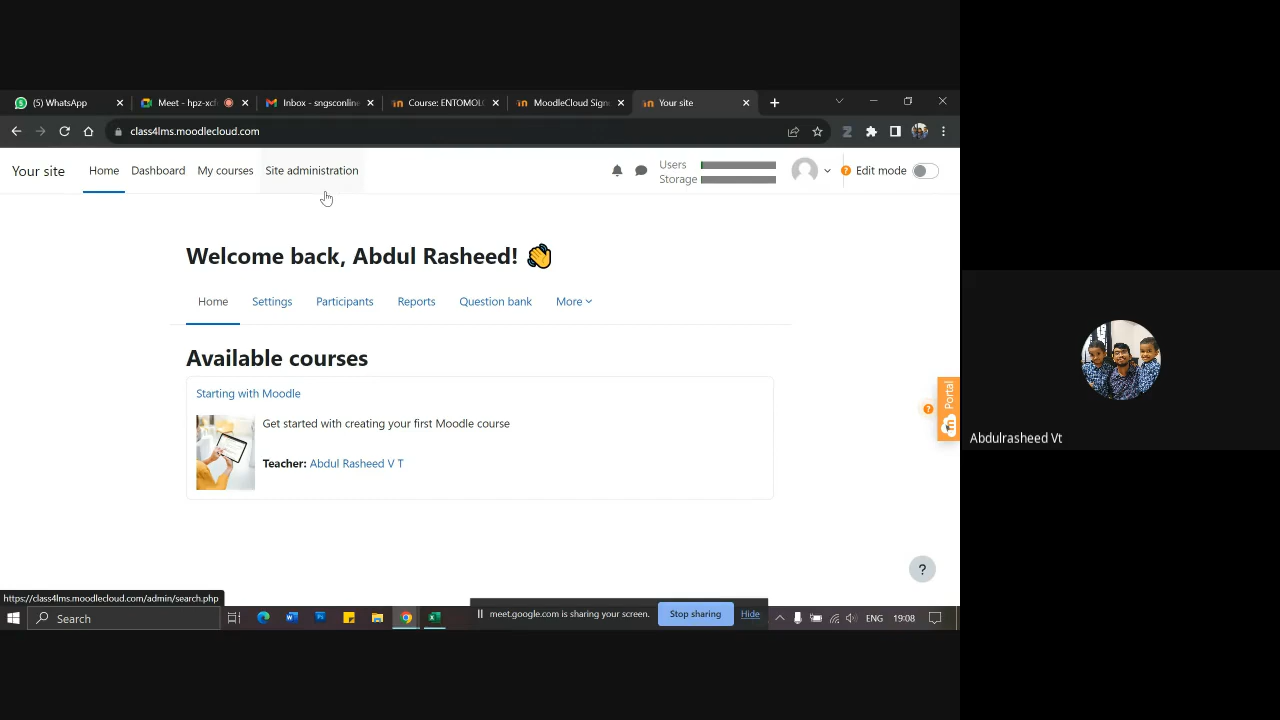 (5) WhatsApp
Meet - hpz-xcf
Inbox - sngsconline
Course: ENTOMOLO
MoodleCloud Sign
Your site
class4lms.moodlecloud.com
Your site
Home
Dashboard
My courses
Site administration
Users
Storage
Edit mode
Welcome back, Abdul Rasheed! 👋
Home
Settings
Participants
Reports
Question bank
More
Available courses
Starting with Moodle
Get started with creating your first Moodle course
Teacher: Abdul Rasheed V T
Portal
?
Abdulrasheed Vt
https://class4lms.moodlecloud.com/admin/search.php
Search
meet.google.com is sharing your screen.
Stop sharing
Hide
ENG
19:08